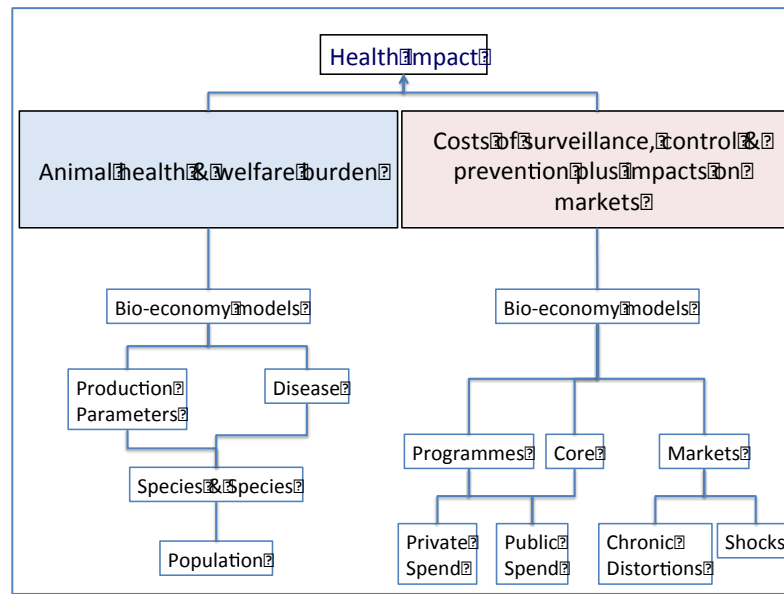 Health Impact
Animal health & welfare burden
Costs of surveillance, control &
prevention plus impacts on
markets
Bio-economy models
Bio-economy models
Production
Parameters
Disease
Programmes
Core
Markets
Species & Species
Population
Private
Spend
Public
Spend
Chronic
Distortions
Shocks